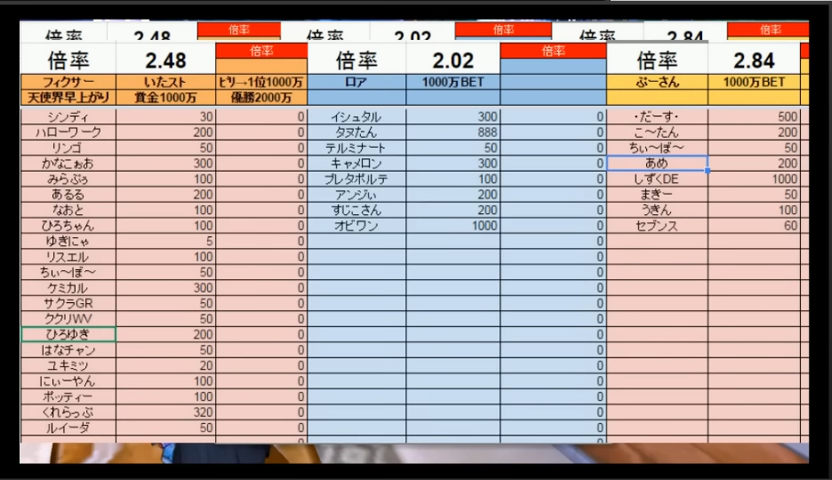 倍率 2.48 倍率 倍率 2.02 倍率 倍率 2.84 倍率
倍率 2.48 倍率 倍率 2.02 倍率 倍率 2.84
フィクサー いたスト ビリ→1位1000万 ロア 1000万BET ぷーさん 1000万BET
天使界早上がり 賞金1000万 優勝2000万
シンディ 30 0 イシュタル 300 0 ・だーす・ 500
ハローワーク 200 0 タヌたん 888 0 こ~たん 200
リンゴ 50 0 テルミナート 50 0 ちぃ~ぼ~ 50
かなこぉお 300 0 キャメロン 300 0 あめ 200
みらぶぅ 100 0 プレタポルテ 100 0 しずくDE 1000
あるる 200 0 アンジぃ 200 0 まきー 50
なおと 100 0 すじこさん 200 0 うきん 100
ひろちゃん 100 0 オビワン 1000 0 セブンス 60
ゆきにゃ 5 0 0
リスエル 100 0 0
ちぃ~ぼ~ 50 0 0
ケミカル 300 0 0
サクラGR 50 0 0
ククリWV 50 0 0
ひろゆき 200 0 0
はなチャン 50 0 0
ユキミツ 20 0 0
にぃーやん 100 0 0
ポッティー 100 0 0
くれらっぷ 320 0 0
ルイーダ 50 0 0
0 0